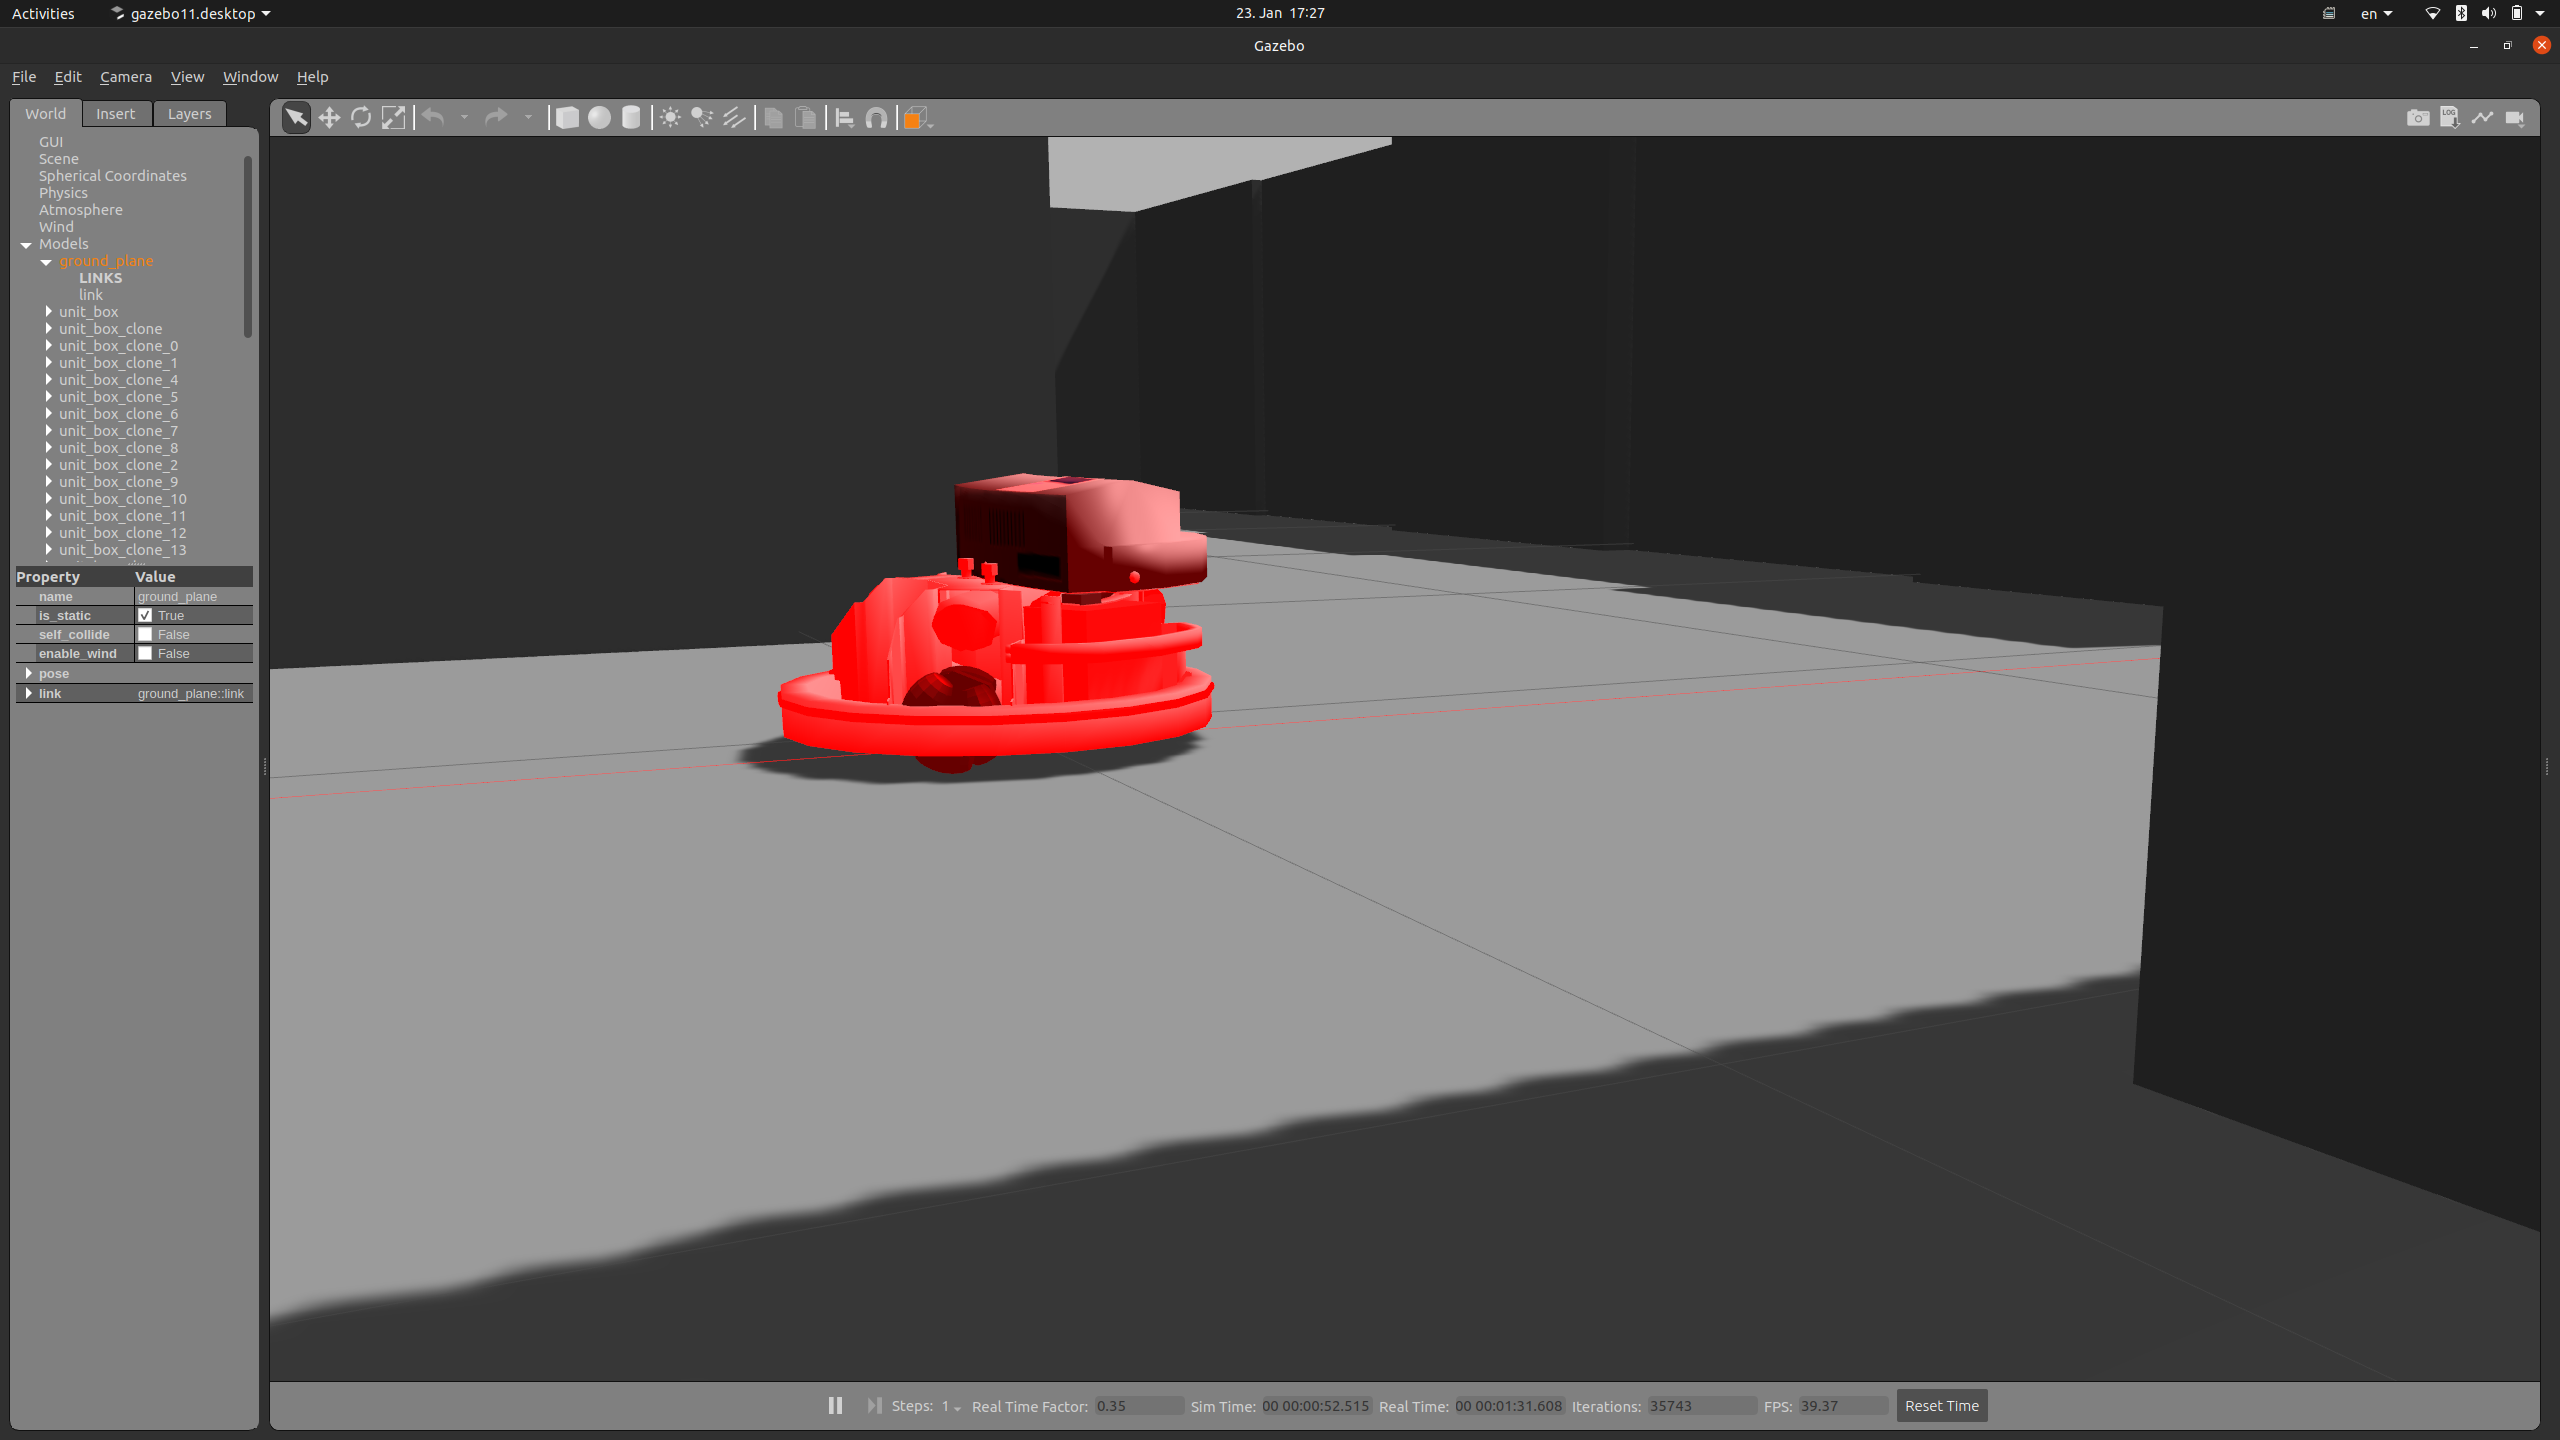 Activities gazebo11.desktop 23. Jan 17:27 en
Gazebo
File Edit Camera View Window Help
World Insert Layers
LOG
GUI
Scene
Spherical Coordinates
Physics
Atmosphere
Wind
Models
ground_plane
LINKS
link
unit_box
unit_box_clone
unit_box_clone_0
unit_box_clone_1
unit_box_clone_4
unit_box_clone_5
unit_box_clone_6
unit_box_clone_7
unit_box_clone_8
unit_box_clone_2
unit_box_clone_9
unit_box_clone_10
unit_box_clone_11
unit_box_clone_12
unit_box_clone_13
Property Value
name ground_plane
is_static True
self_collide False
enable_wind False
pose
link ground_plane::link
Steps: 1 Real Time Factor: 0.35 Sim Time: 00 00:00:52.515 Real Time: 00 00:01:31.608 Iterations: 35743 FPS: 39.37 Reset Time